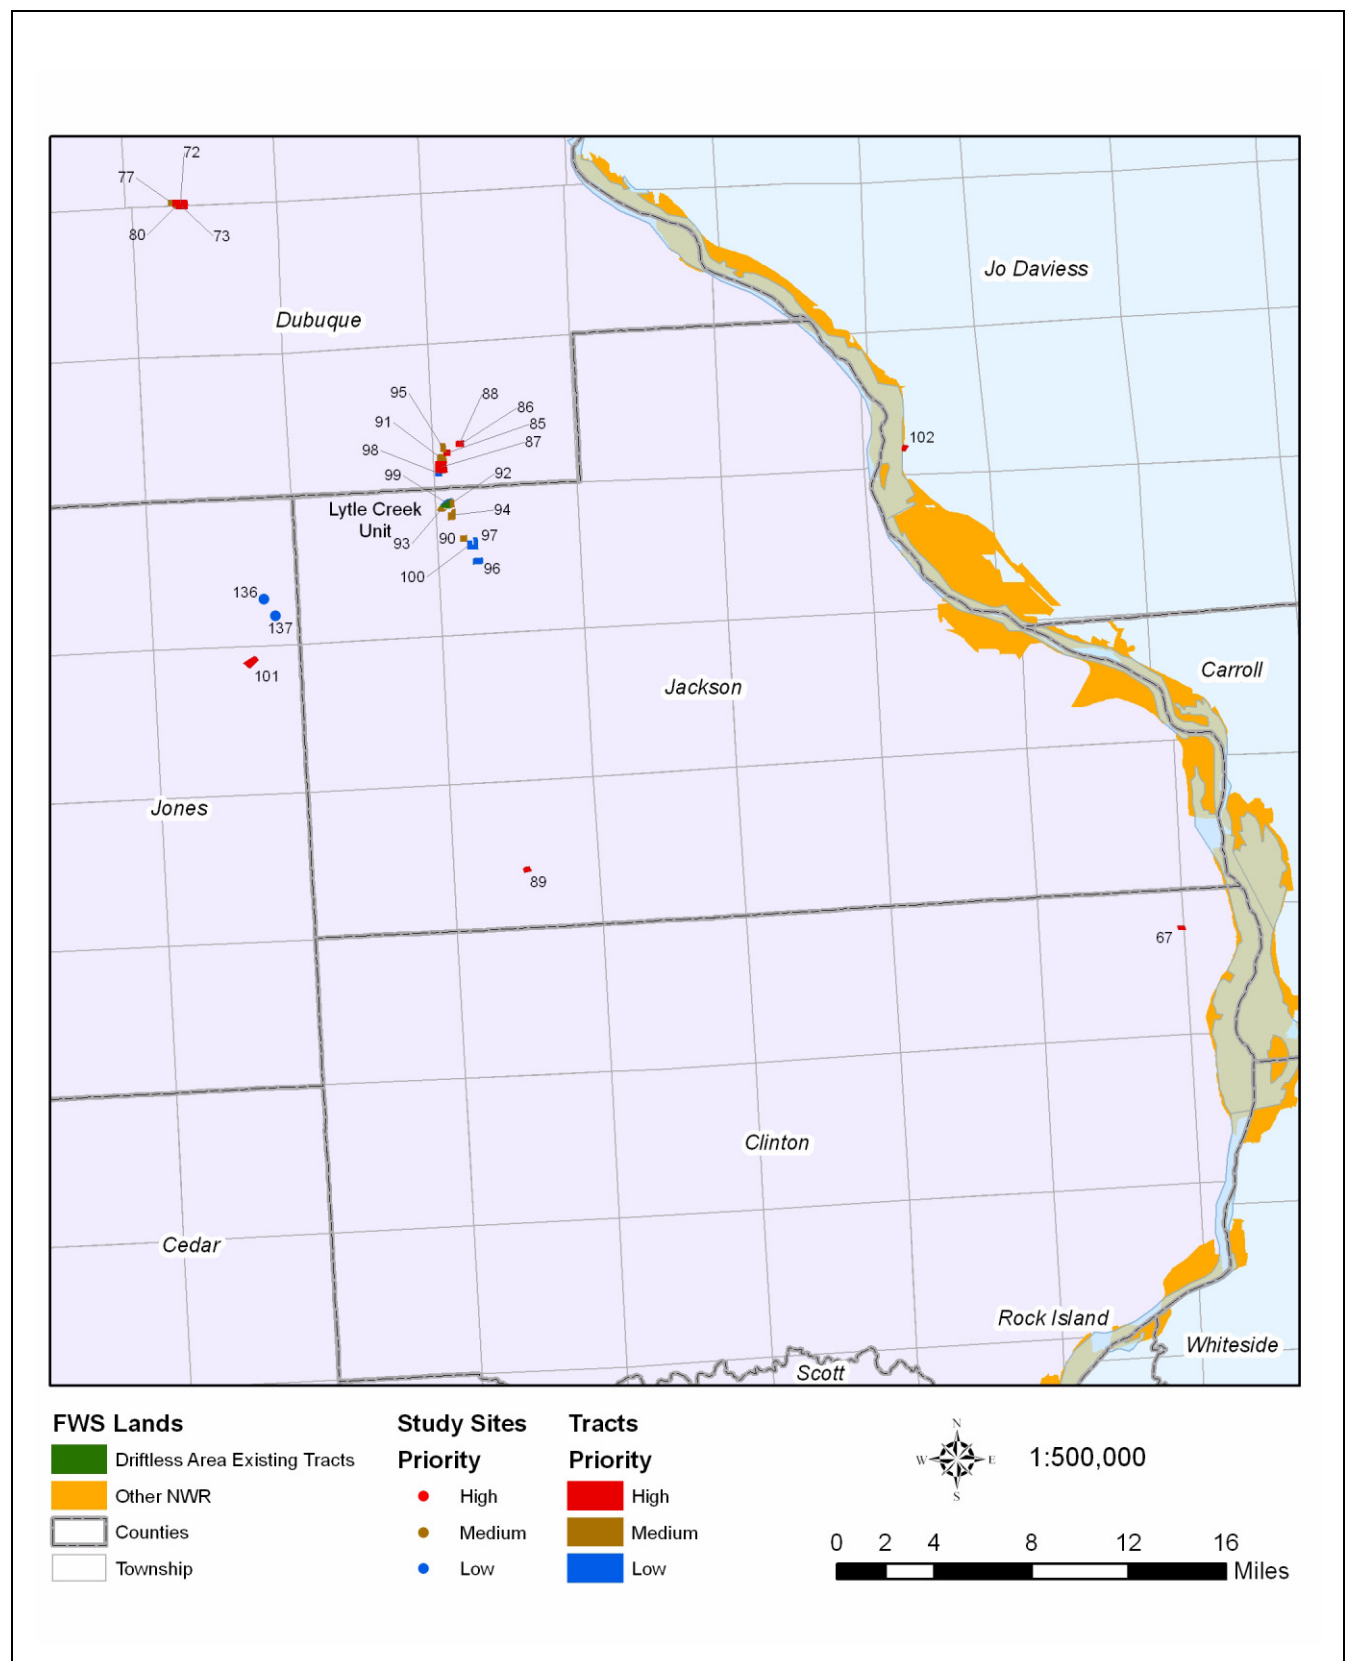 72
77
80
73
Jo Daviess
Dubuque
95
88
91
86
85
98
87
102
99
92
Lytle Creek
Unit
94
93
90
97
100
96
136
137
101
Carroll
Jackson
Jones
89
67
Clinton
Cedar
Rock Island
Whiteside
Scott
FWS Lands
Driftless Area Existing Tracts
Other NWR
Counties
Township
Study Sites
Priority
High
Medium
Low
Tracts
Priority
High
Medium
Low
N
W
E
S
1:500,000
0 2 4 8 12 16
Miles